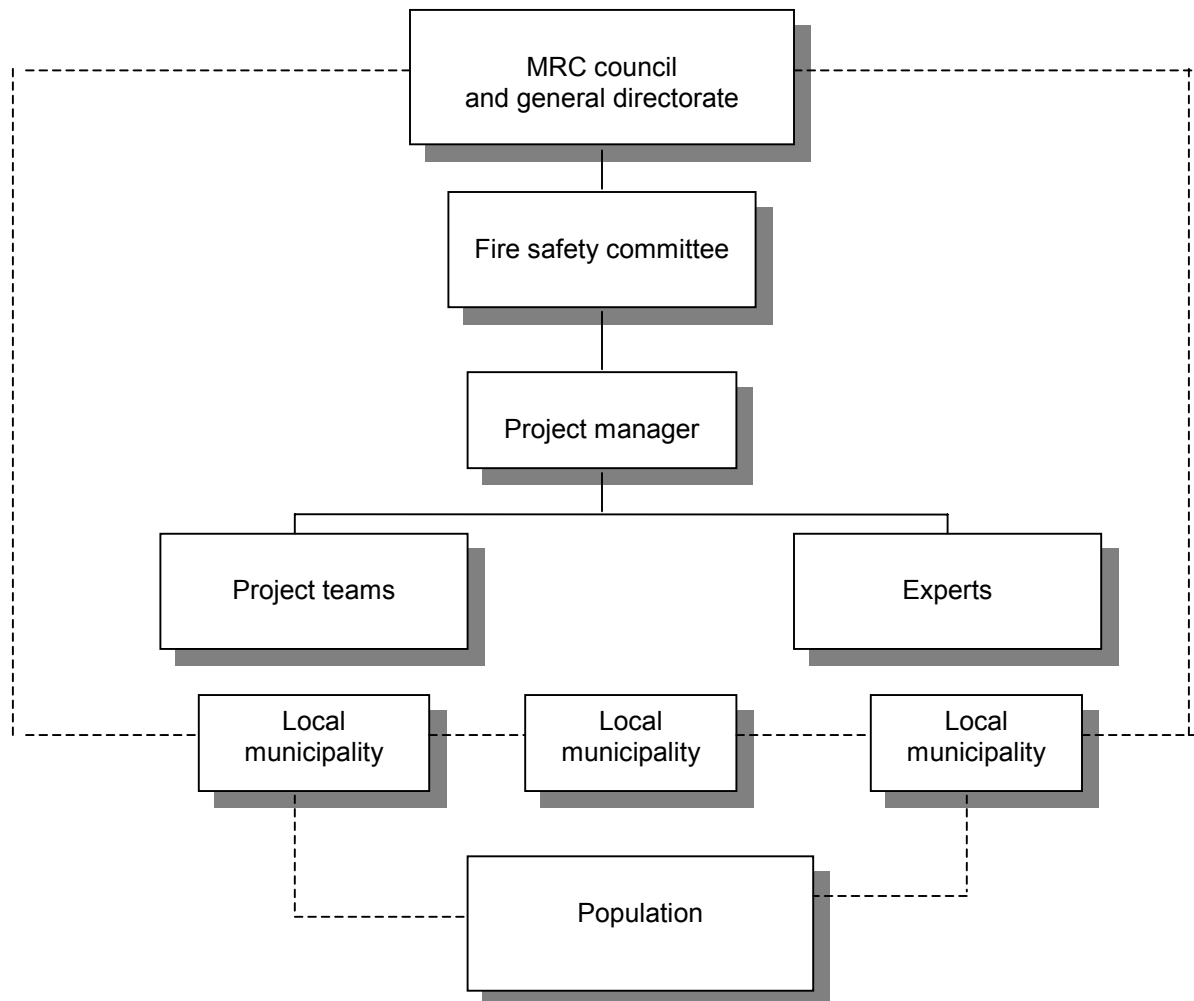 MRC council
and general directorate
Fire safety committee
Project manager
Project teams
Experts
Local
municipality
Local
municipality
Local
municipality
Population